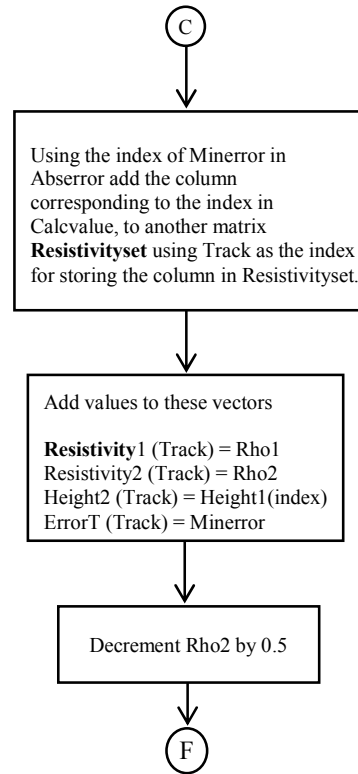 C
Using the index of Minerror in
Abserror add the column
corresponding to the index in
Calcvalue, to another matrix
Resistivityset using Track as the index
for storing the column in Resistivityset.
Add values to these vectors
Resistivity1 (Track) = Rho1
Resistivity2 (Track) = Rho2
Height2 (Track) = Height1(index)
ErrorT (Track) = Minerror
Decrement Rho2 by 0.5
F